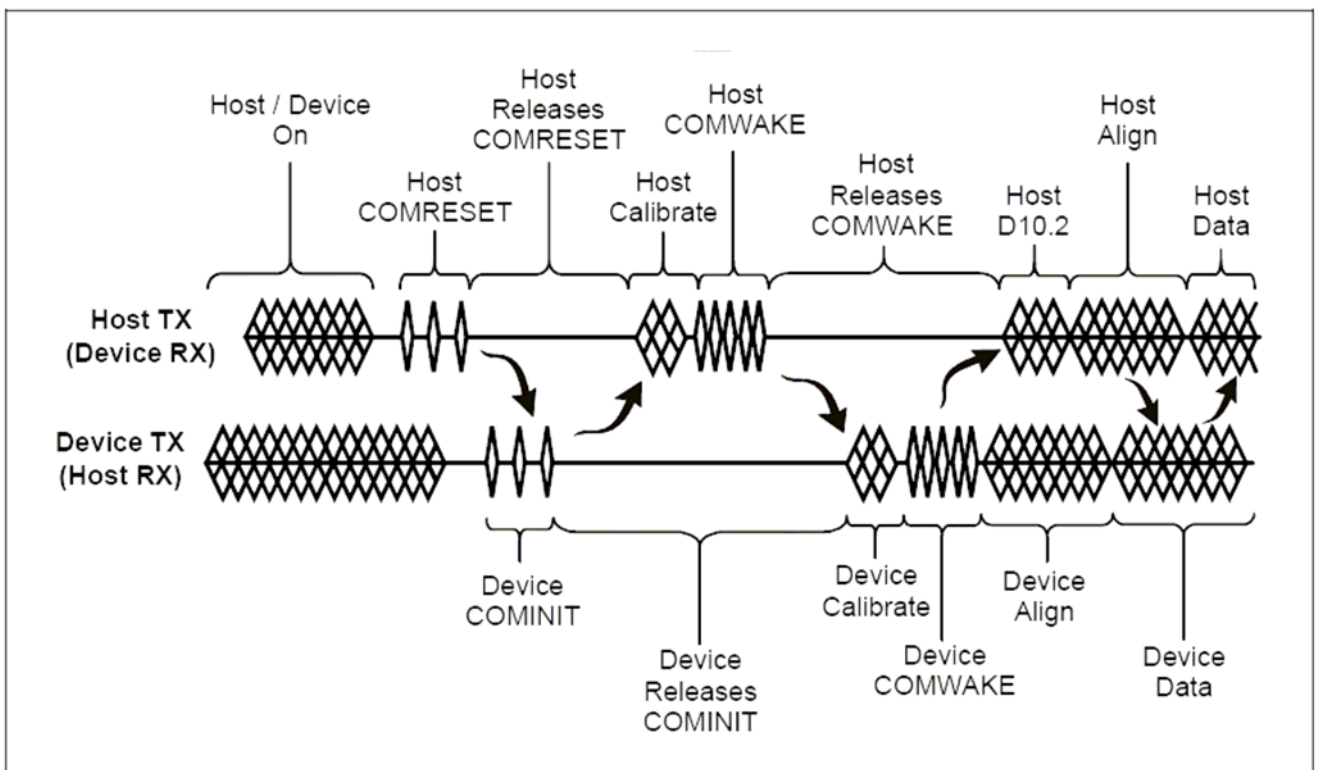 Host / Device
On
Host
COMRESET
Host
Releases
COMRESET
Host
Calibrate
Host
COMWAKE
Host
Releases
COMWAKE
Host
D10.2
Host
Align
Host
Data
Host TX
(Device RX)
Device TX
(Host RX)
Device
COMINIT
Device
Releases
COMINIT
Device
Calibrate
Device
COMWAKE
Device
Align
Device
Data